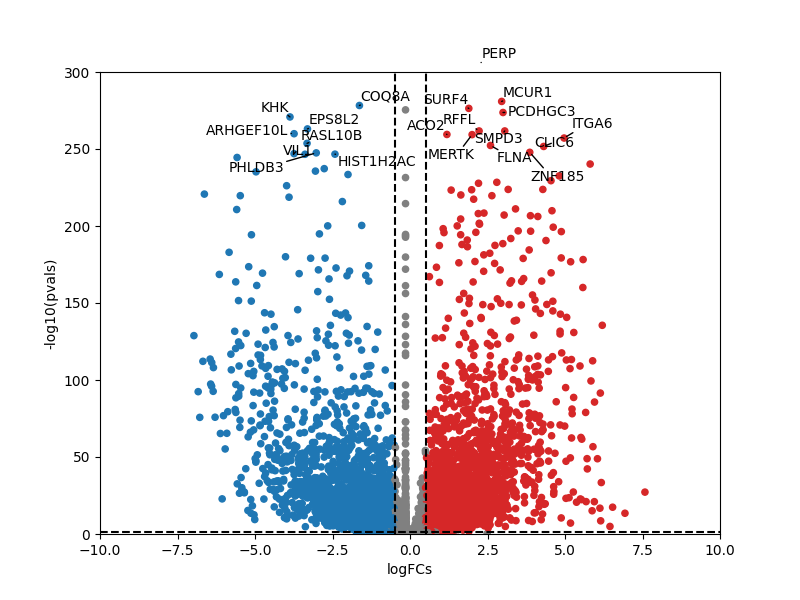 PERP
300
COQ8A
MCUR1
KHK
SURF4
EPS8L2
RFFL
PCDHGC3
ARHGEF10L
ACO2
ITGA6
RASL10B
SMPD3
CLIC6
250
MERTK
FLNA
HIST1H2AC
PHLDB3
ZNF185
200
-log10(pvals)
150
100
50
0
−10.0 −7.5 −5.0 −2.5 0.0 2.5 5.0 7.5 10.0
logFCs